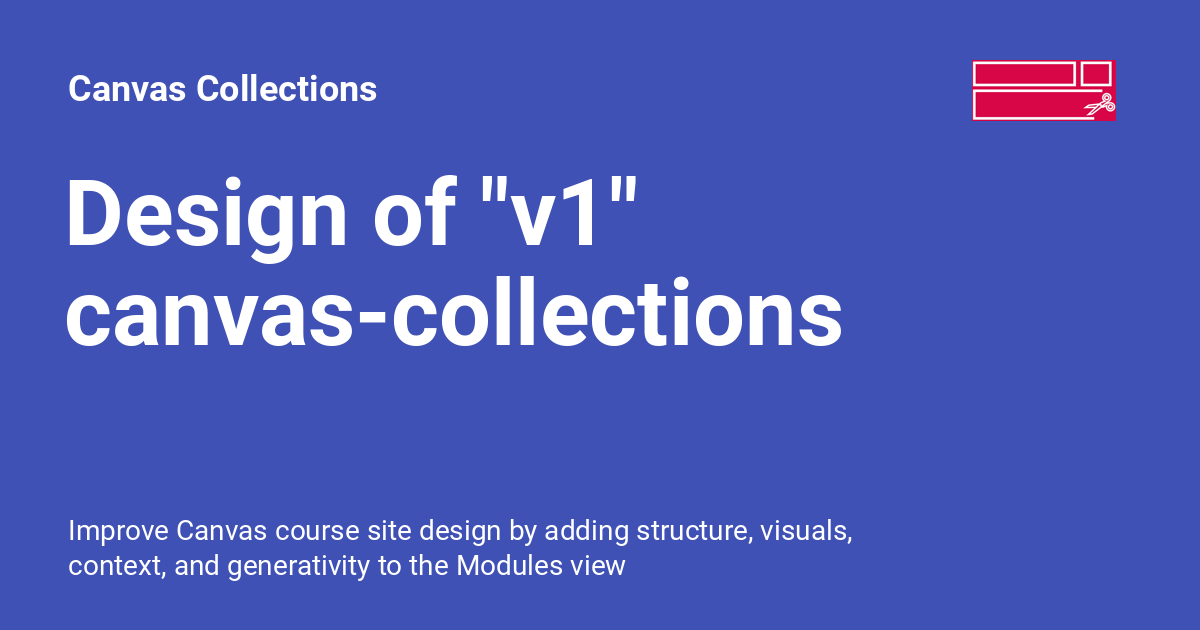 Canvas Collections
Design of "v1"
canvas-collections
Improve Canvas course site design by adding structure, visuals,
context, and generativity to the Modules view